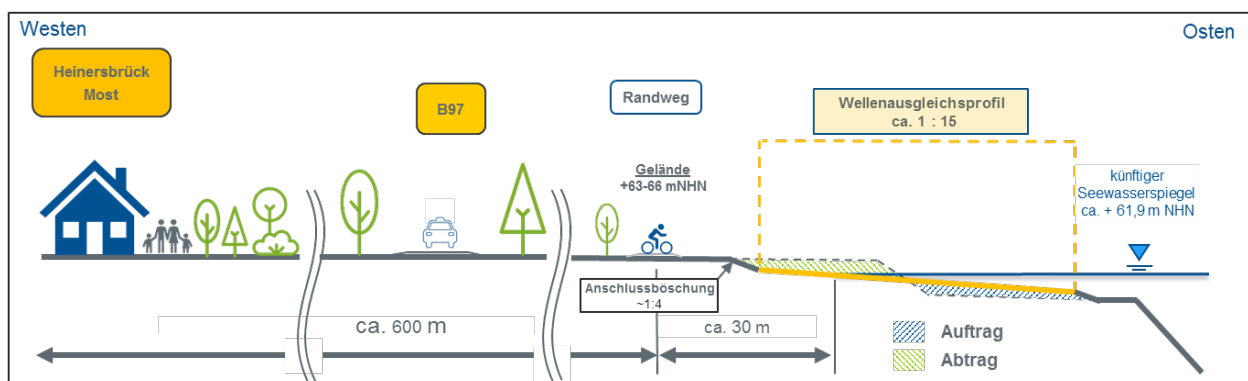 Westen
Osten
Heinersbrück
Most
B97
Randweg
Wellenausgleichsprofil
ca. 1 : 15
Gelände
+63-66 mNHN
künftiger
Seewasserspiegel
ca. + 61,9 m NHN
Anschlussböschung
~1:4
ca. 600 m
ca. 30 m
Auftrag
Abtrag